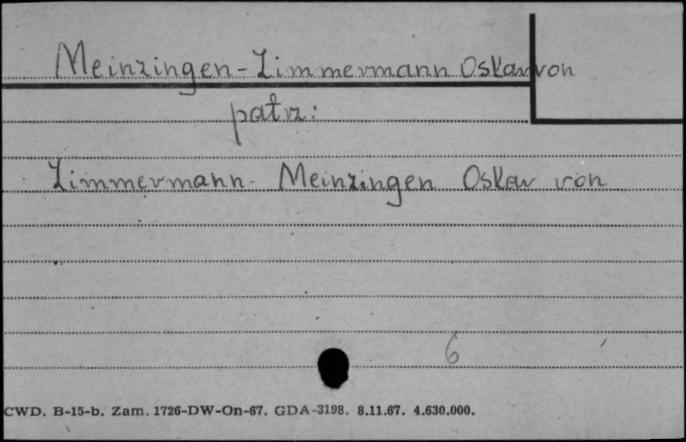 Meinzingen-Zimmermann Oskar von
patrz:
Zimmermann-Meinzingen Oskar von
6
CWD. B-15-b. Zam. 1726-DW-On-67. GDA-3198. 8.11.67. 4.630.000.